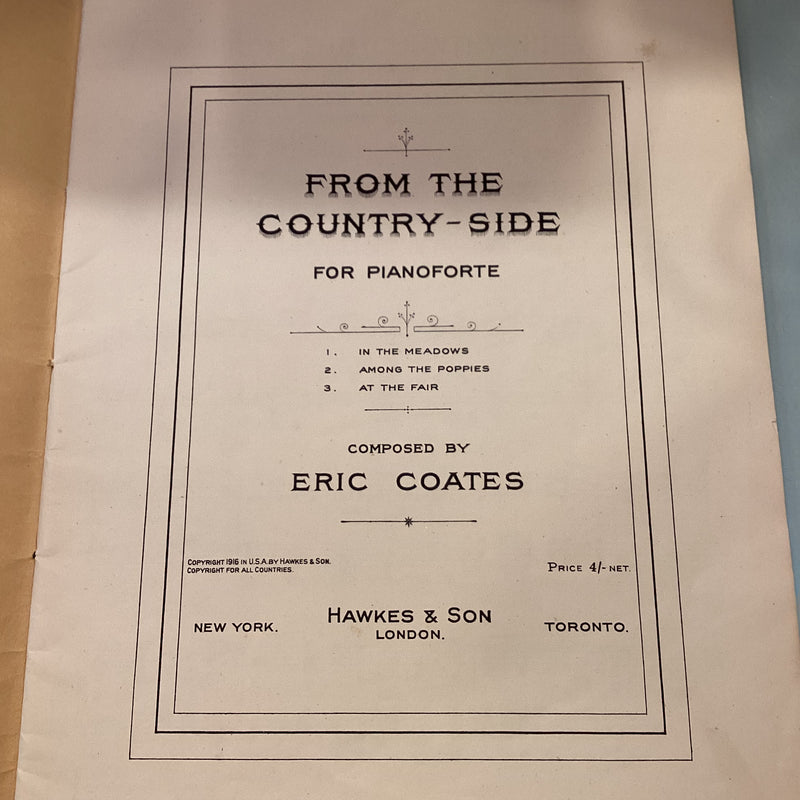 FROM THE
COUNTRY-SIDE
FOR PIANOFORTE
1. IN THE MEADOWS
2. AMONG THE POPPIES
3. AT THE FAIR
COMPOSED BY
ERIC COATES
COPYRIGHT 1916 IN U.S.A. BY HAWKES & SON.
COPYRIGHT FOR ALL COUNTRIES.
PRICE 4/- NET.
NEW YORK.
HAWKES & SON
LONDON.
TORONTO.